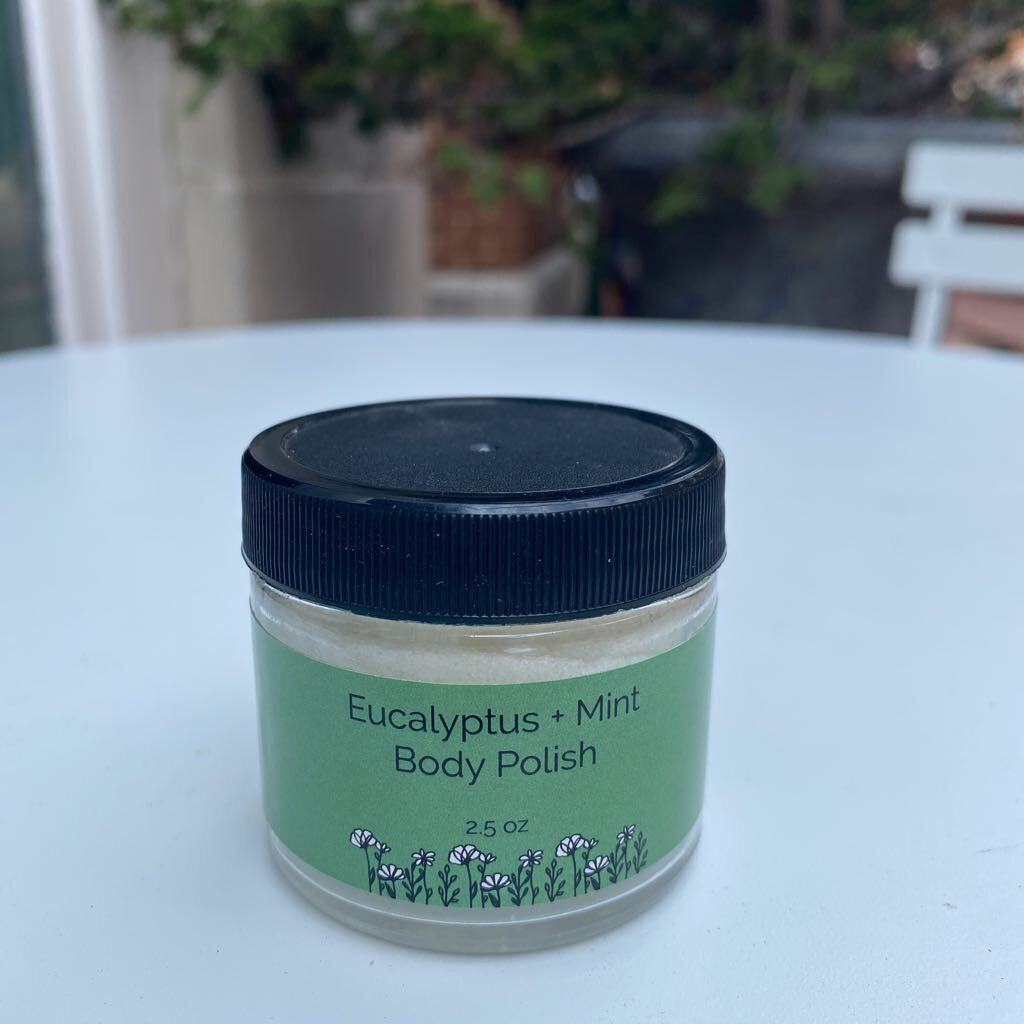 Eucalyptus + Mint
Body Polish
2.5 oz